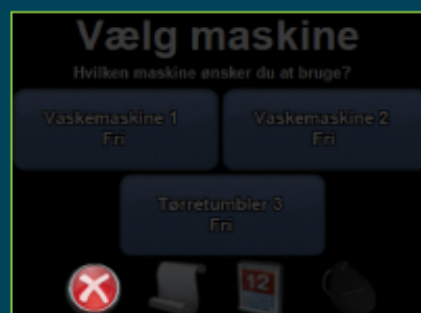 Vælg maskine
Hvilken maskine ønsker du at bruge?
Vaskemaskine 1
Fri
Vaskemaskine 2
Fri
Tørretumbler 3
Fri
12